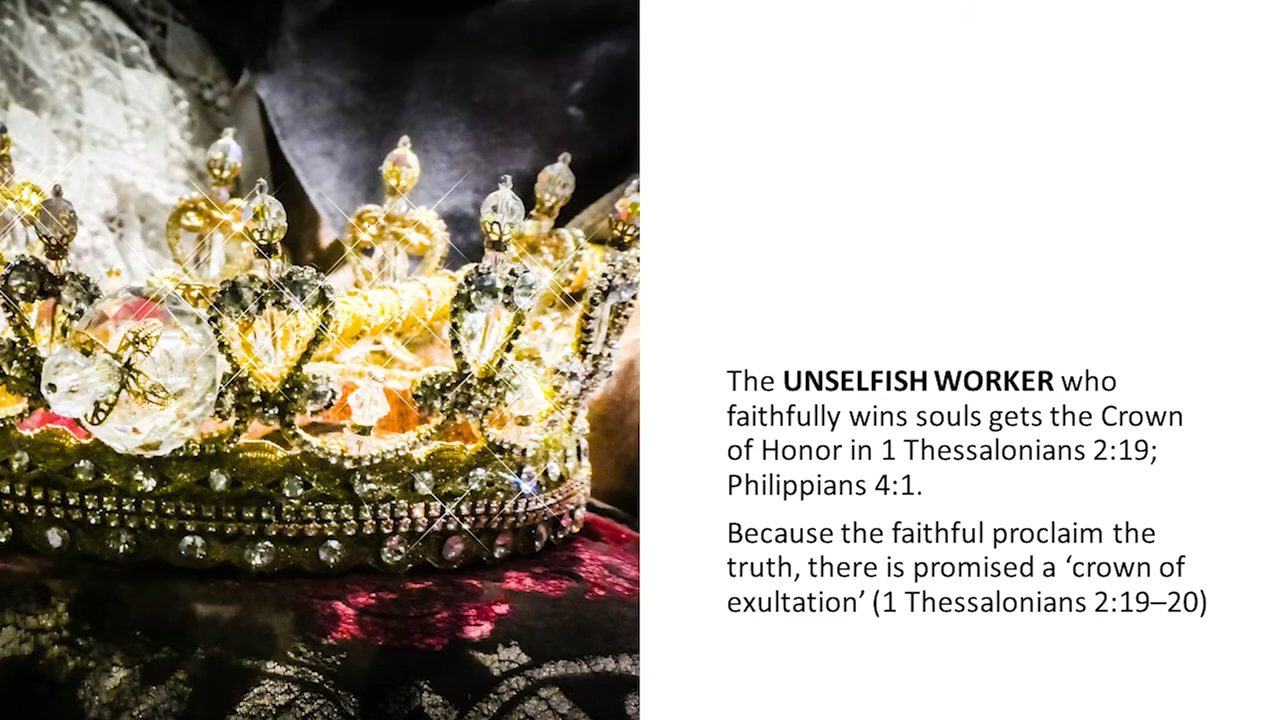 The UNSELFISH WORKER who
faithfully wins souls gets the Crown
of Honor in 1 Thessalonians 2:19;
Philippians 4:1.
Because the faithful proclaim the
truth, there is promised a ‘crown of
exultation’ (1 Thessalonians 2:19–20)